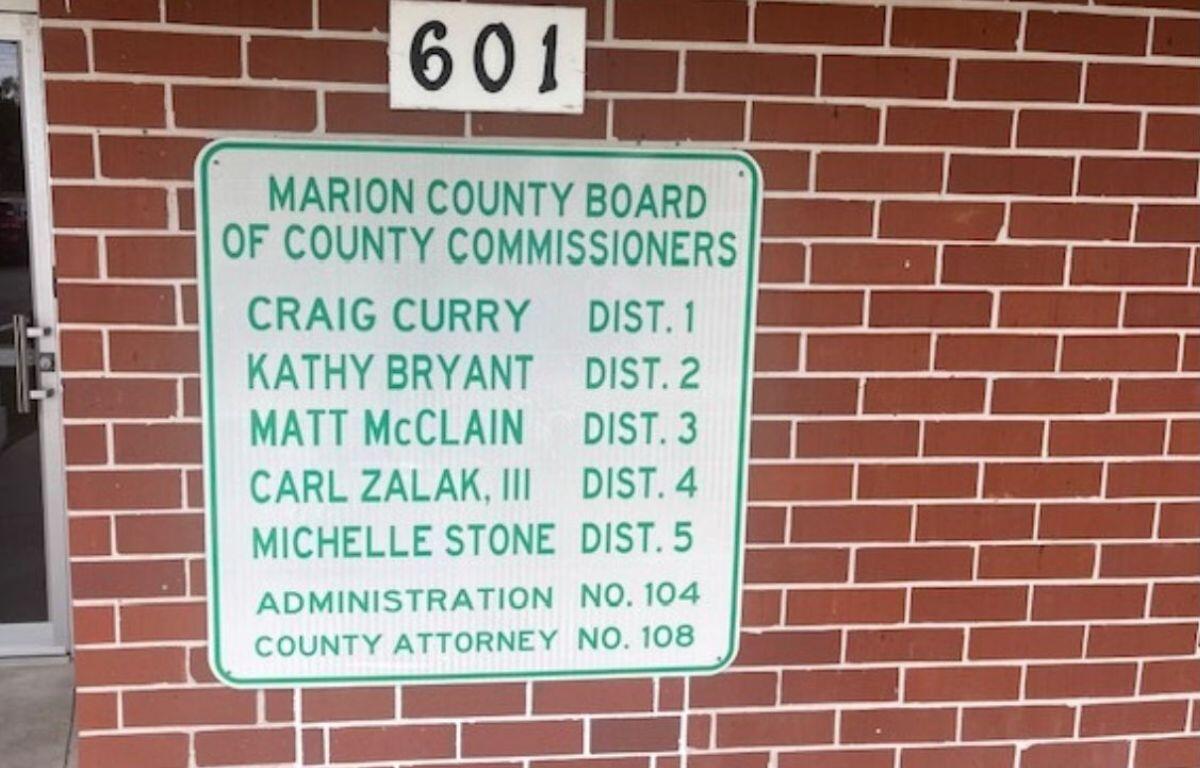 601
MARION COUNTY BOARD
OF COUNTY COMMISSIONERS
CRAIG CURRY DIST. 1
KATHY BRYANT DIST. 2
MATT McCLAIN DIST. 3
CARL ZALAK, III DIST. 4
MICHELLE STONE DIST. 5
ADMINISTRATION NO. 104
COUNTY ATTORNEY NO. 108